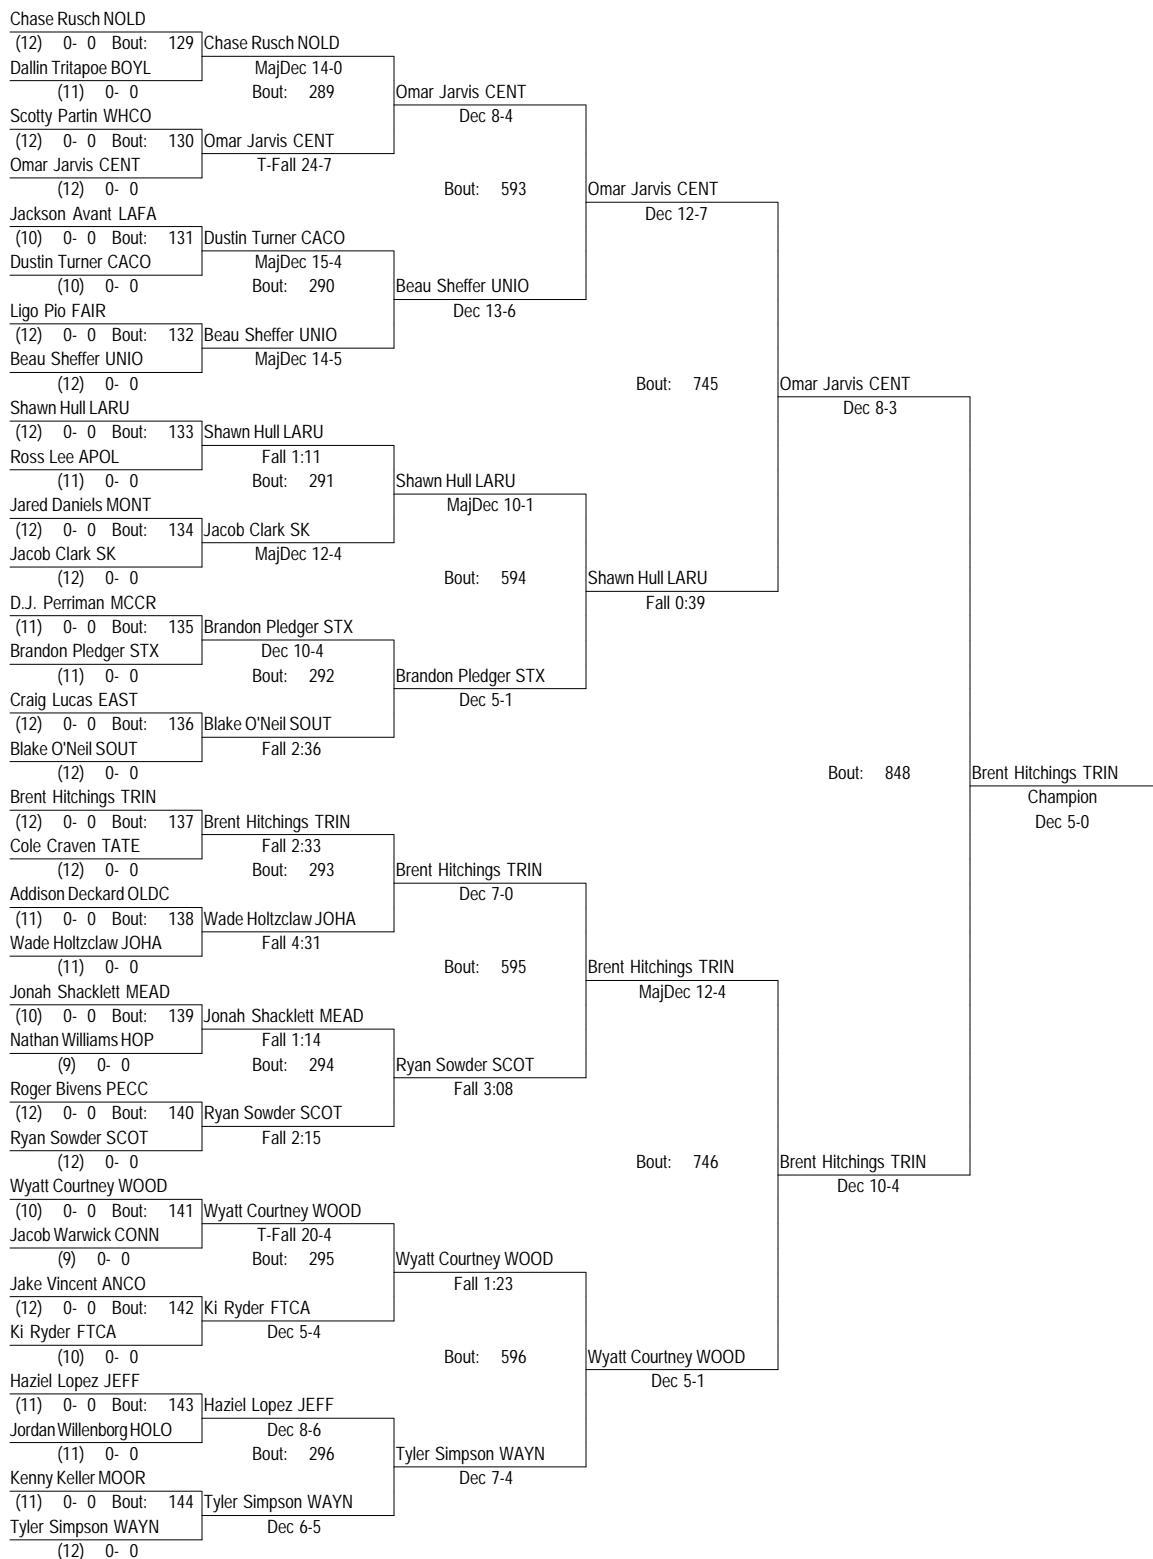 Chase Rusch NOLD
(12) 0- 0 Bout: 129 Chase Rusch NOLD
Dallin Tritapoe BOYL MajDec 14-0
(11) 0- 0 Bout: 289 Omar Jarvis CENT
Scotty Partin WHCO Dec 8-4
(12) 0- 0 Bout: 130 Omar Jarvis CENT
Omar Jarvis CENT T-Fall 24-7
(12) 0- 0 Bout: 593 Omar Jarvis CENT
Jackson Avant LAFA Dec 12-7
(10) 0- 0 Bout: 131 Dustin Turner CACO
Dustin Turner CACO MajDec 15-4
(10) 0- 0 Bout: 290 Beau Sheffer UNIO
Ligo Pio FAIR Dec 13-6
(12) 0- 0 Bout: 132 Beau Sheffer UNIO
Beau Sheffer UNIO MajDec 14-5
(12) 0- 0 Bout: 745 Omar Jarvis CENT
Shawn Hull LARU Dec 8-3
(12) 0- 0 Bout: 133 Shawn Hull LARU
Ross Lee APOL Fall 1:11
(11) 0- 0 Bout: 291 Shawn Hull LARU
Jared Daniels MONT MajDec 10-1
(12) 0- 0 Bout: 134 Jacob Clark SK
Jacob Clark SK MajDec 12-4
(12) 0- 0 Bout: 594 Shawn Hull LARU
D.J. Perriman MCCR Fall 0:39
(11) 0- 0 Bout: 135 Brandon Pledger STX
Brandon Pledger STX Dec 10-4
(11) 0- 0 Bout: 292 Brandon Pledger STX
Craig Lucas EAST Dec 5-1
(12) 0- 0 Bout: 136 Blake O'Neil SOUT
Blake O'Neil SOUT Fall 2:36
(12) 0- 0 Bout: 848 Brent Hitchings TRIN
Brent Hitchings TRIN Champion
(12) 0- 0 Bout: 137 Brent Hitchings TRIN Dec 5-0
Cole Craven TATE Fall 2:33
(12) 0- 0 Bout: 293 Brent Hitchings TRIN
Addison Deckard OLDC Dec 7-0
(11) 0- 0 Bout: 138 Wade Holtzclaw JOHA
Wade Holtzclaw JOHA Fall 4:31
(11) 0- 0 Bout: 595 Brent Hitchings TRIN
Jonah Shacklett MEAD MajDec 12-4
(10) 0- 0 Bout: 139 Jonah Shacklett MEAD
Nathan Williams HOP Fall 1:14
(9) 0- 0 Bout: 294 Ryan Sowder SCOT
Roger Bivens PECC Fall 3:08
(12) 0- 0 Bout: 140 Ryan Sowder SCOT
Ryan Sowder SCOT Fall 2:15
(12) 0- 0 Bout: 746 Brent Hitchings TRIN
Wyatt Courtney WOOD Dec 10-4
(10) 0- 0 Bout: 141 Wyatt Courtney WOOD
Jacob Warwick CONN T-Fall 20-4
(9) 0- 0 Bout: 295 Wyatt Courtney WOOD
Jake Vincent ANCO Fall 1:23
(12) 0- 0 Bout: 142 Ki Ryder FTCA
Ki Ryder FTCA Dec 5-4
(10) 0- 0 Bout: 596 Wyatt Courtney WOOD
Haziel Lopez JEFF Dec 5-1
(11) 0- 0 Bout: 143 Haziel Lopez JEFF
Jordan Willenborg HOLO Dec 8-6
(11) 0- 0 Bout: 296 Tyler Simpson WAYN
Kenny Keller MOOR Dec 7-4
(11) 0- 0 Bout: 144 Tyler Simpson WAYN
Tyler Simpson WAYN Dec 6-5
(12) 0- 0